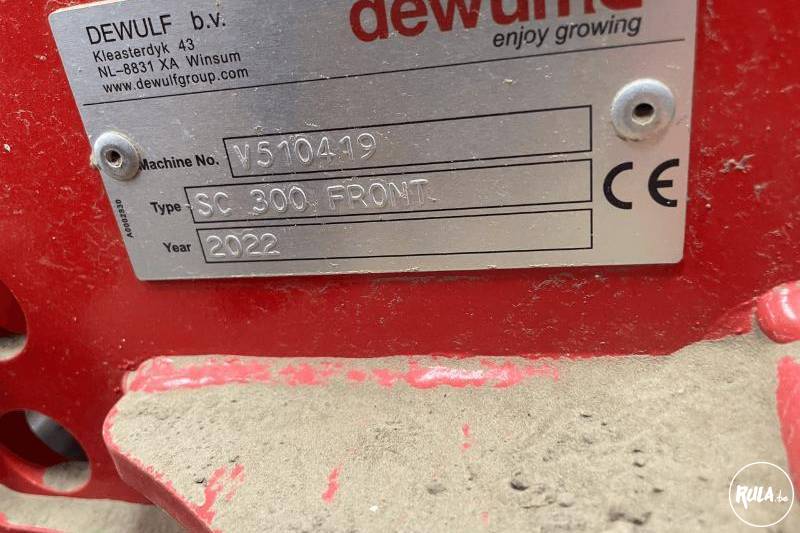 DEWULF b.v.
Kleasterdyk 43
NL-8831 XA Winsum
www.dewulfgroup.com
dewulf
enjoy growing
Machine No. V510419
Type SC 300 FRONT
Year 2022
CE
A0002930
RULA.be